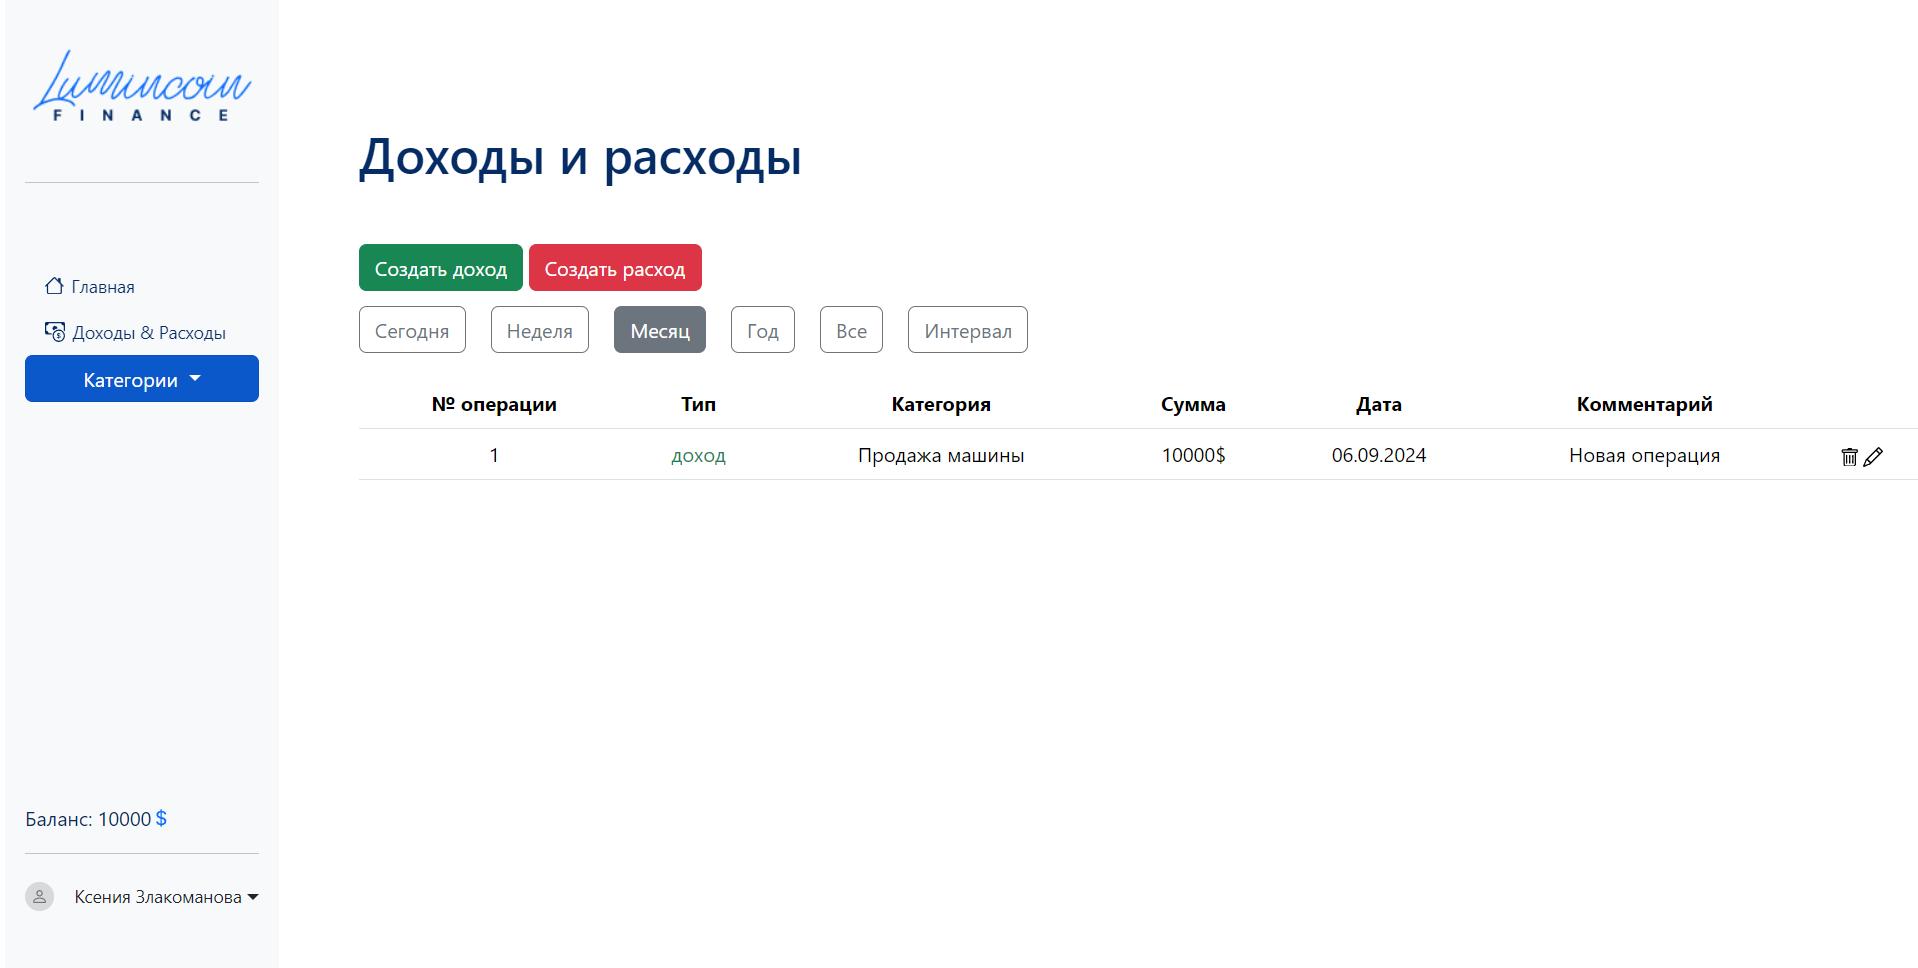 Lumincoin
FINANCE
Главная
Доходы & Расходы
Категории
Баланс: 10000 $
Ксения Злакоманова
Доходы и расходы
Создать доход Создать расход
Сегодня Неделя Месяц Год Все Интервал
№ операции Тип Категория Сумма Дата Комментарий
1 доход Продажа машины 10000$ 06.09.2024 Новая операция